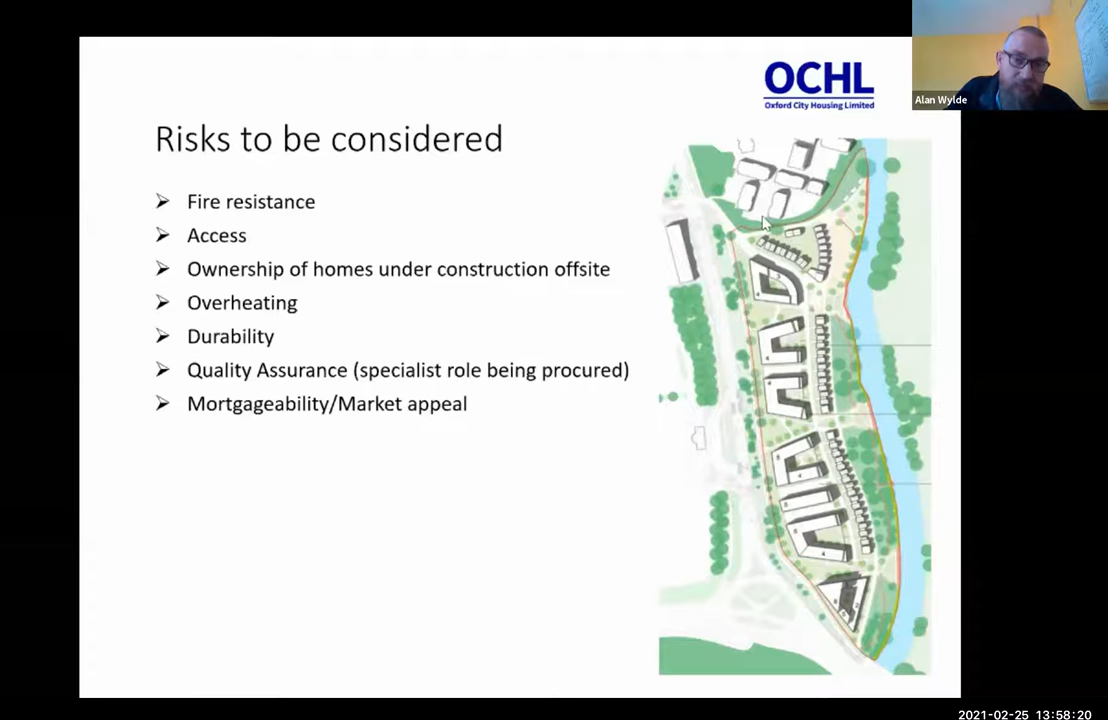 OCHL
Oxford City Housing Limited
Alan Wylde
Risks to be considered
Fire resistance
Access
Ownership of homes under construction offsite
Overheating
Durability
Quality Assurance (specialist role being procured)
Mortgageability/Market appeal
2021-02-25 13:58:20